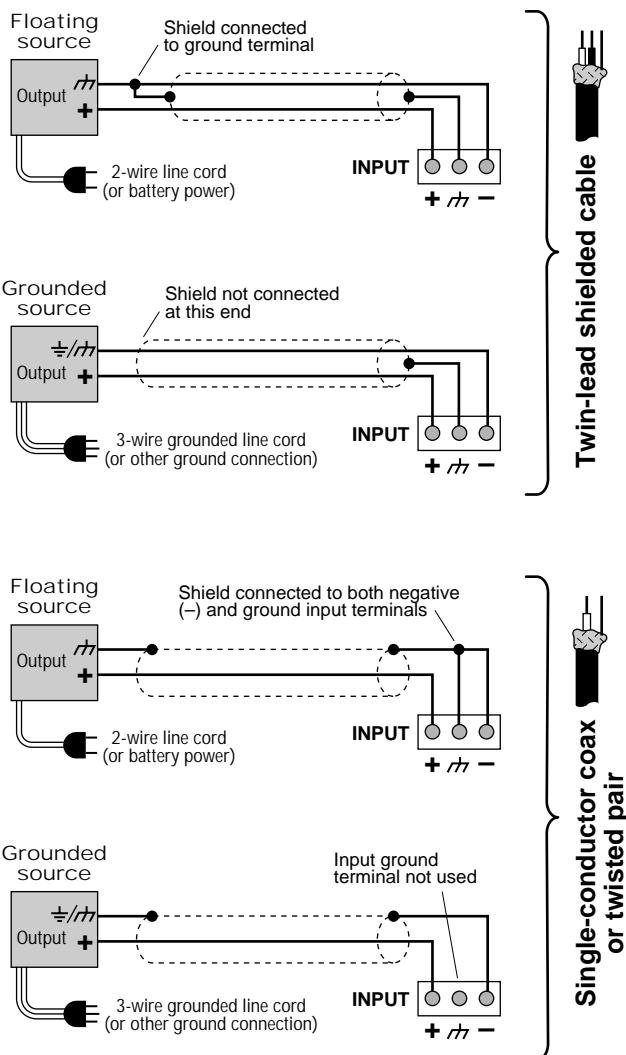 Floating
source
Shield connected
to ground terminal
Output
+
2-wire line cord
(or battery power)
INPUT
+ –
Grounded
source
Shield not connected
at this end
Output +
3-wire grounded line cord
(or other ground connection)
INPUT
+ –
Twin-lead shielded cable
Floating
source
Shield connected to both negative
(–) and ground input terminals
Output
+
2-wire line cord
(or battery power)
INPUT
+ –
Grounded
source
Input ground
terminal not used
Output +
3-wire grounded line cord
(or other ground connection)
INPUT
+ –
Single-conductor coax
or twisted pair